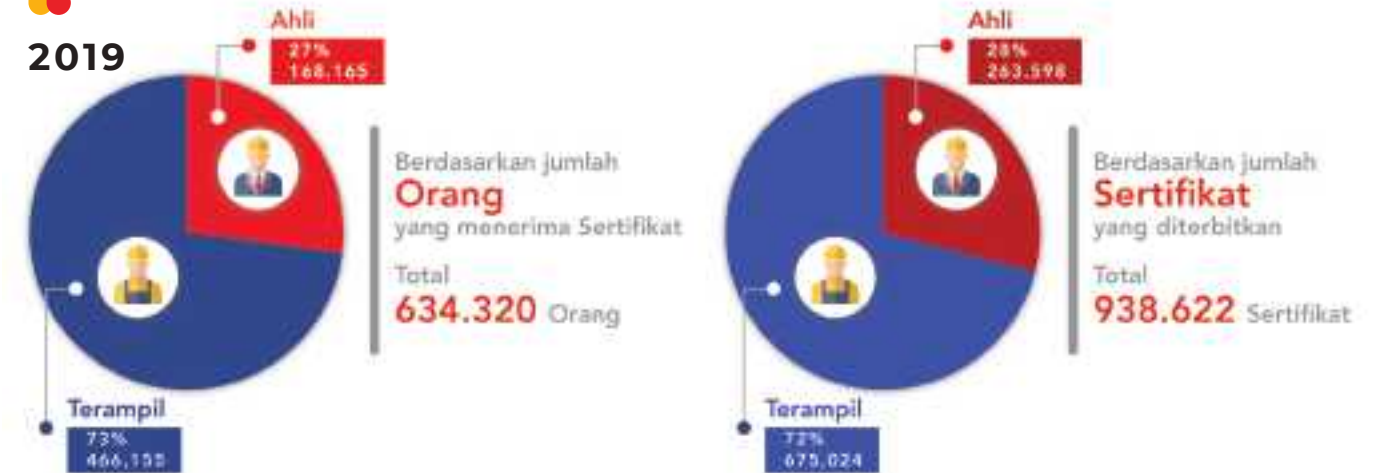 2019
Ahli
27%
168.165
Berdasarkan jumlah
Orang
yang menerima Sertifikat
Total
634.320 Orang
Terampil
73%
466,155
Ahli
28%
263.598
Berdasarkan jumlah
Sertifikat
yang diterbitkan
Total
938.622 Sertifikat
Terampil
72%
675.024